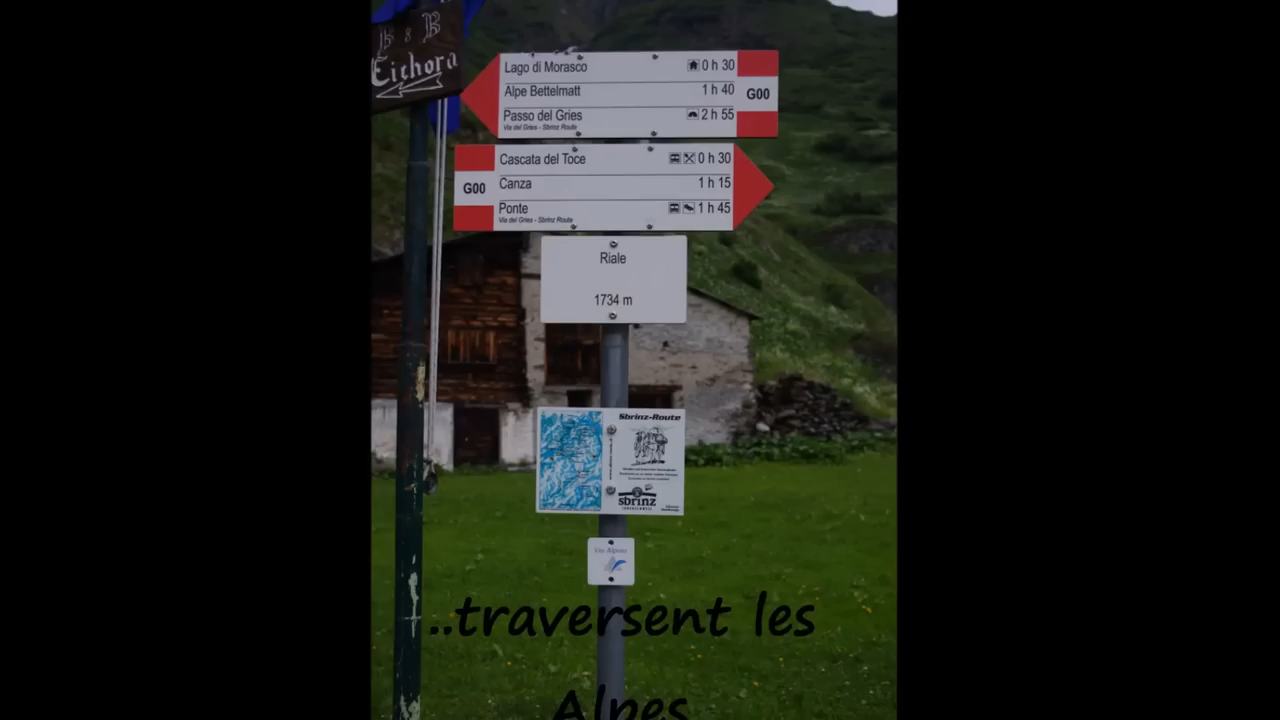 B & B
Eichorn
Lago di Morasco 0 h 30
Alpe Bettelmatt 1 h 40
Passo del Gries 2 h 55
Via del Gries - Sbrinz Route
G00
Cascata del Toce 0 h 30
Canza 1 h 15
Ponte 1 h 45
Via del Gries - Sbrinz Route
G00
Riale
1734 m
Sbrinz-Route
sbrinz
Via Alpina
..traversent les
Alpes